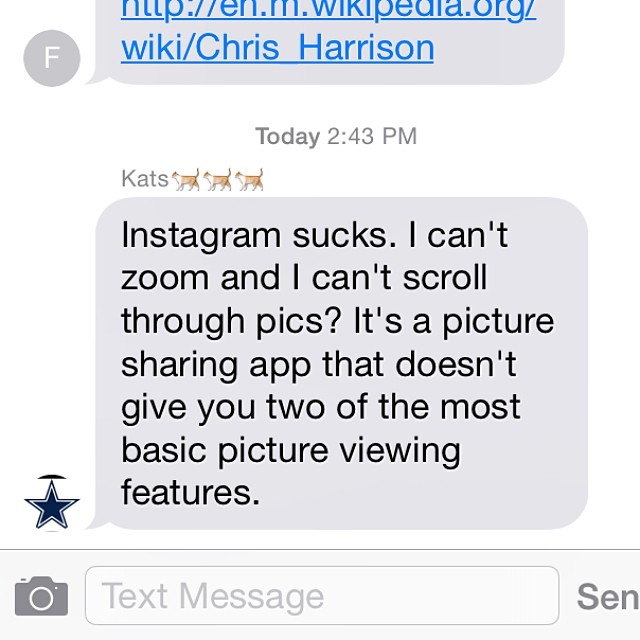 http://en.m.wikipedia.org/
wiki/Chris_Harrison
F
Today 2:43 PM
Kats🐈🐈🐈
Instagram sucks. I can't
zoom and I can't scroll
through pics? It's a picture
sharing app that doesn't
give you two of the most
basic picture viewing
features.
Text Message
Sen